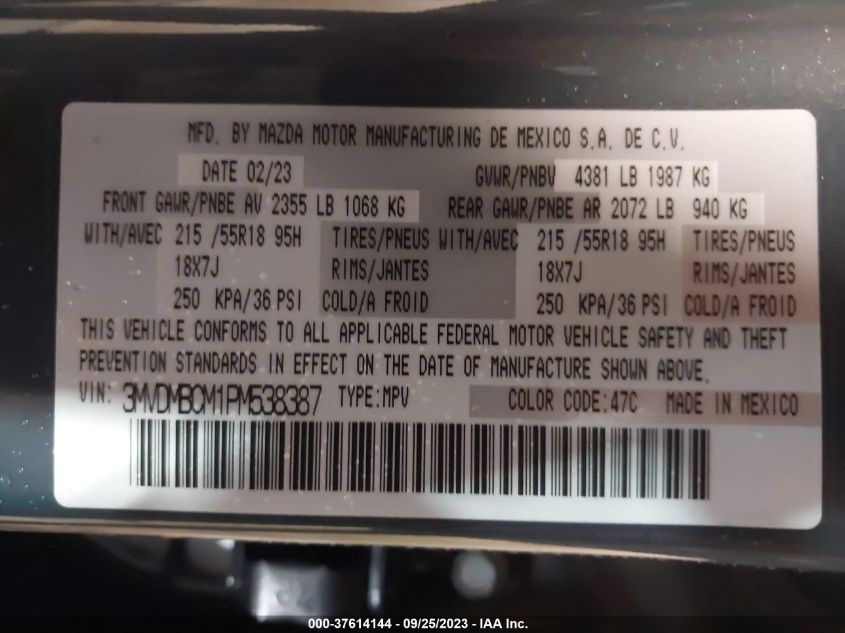 MFD. BY MAZDA MOTOR MANUFACTURING DE MEXICO S.A. DE C.V.
DATE 02/23 GVWR/PNBV 4381 LB 1987 KG
FRONT GAWR/PNBE AV 2355 LB 1068 KG REAR GAWR/PNBE AR 2072 LB 940 KG
WITH/AVEC 215 /55R18 95H TIRES/PNEUS WITH/AVEC 215 /55R18 95H TIRES/PNEUS
18X7J RIMS/JANTES 18X7J RIMS/JANTES
250 KPA/36 PSI COLD/A FROID 250 KPA/36 PSI COLD/A FROID
THIS VEHICLE CONFORMS TO ALL APPLICABLE FEDERAL MOTOR VEHICLE SAFETY AND THEFT
PREVENTION STANDARDS IN EFFECT ON THE DATE OF MANUFACTURE SHOWN ABOVE.
VIN: 3MVDMBCM1PM538387 TYPE:MPV COLOR CODE:47C MADE IN MEXICO
000-37614144 - 09/25/2023 - IAA Inc.